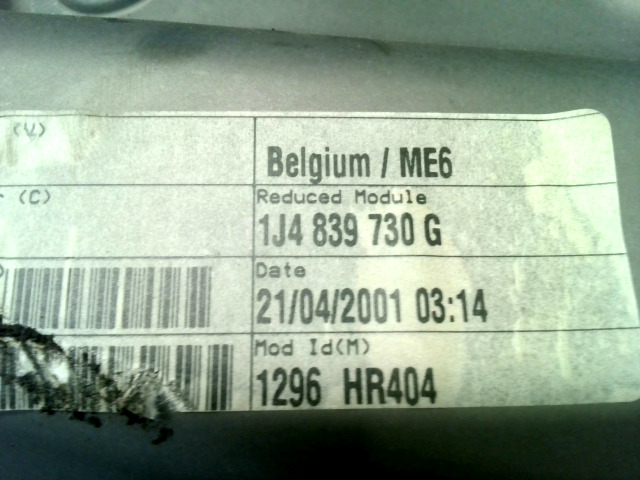 (V)
Belgium / ME6
(C)
Reduced Module
1J4 839 730 G
Date
21/04/2001 03:14
Mod Id(M)
1296 HR404